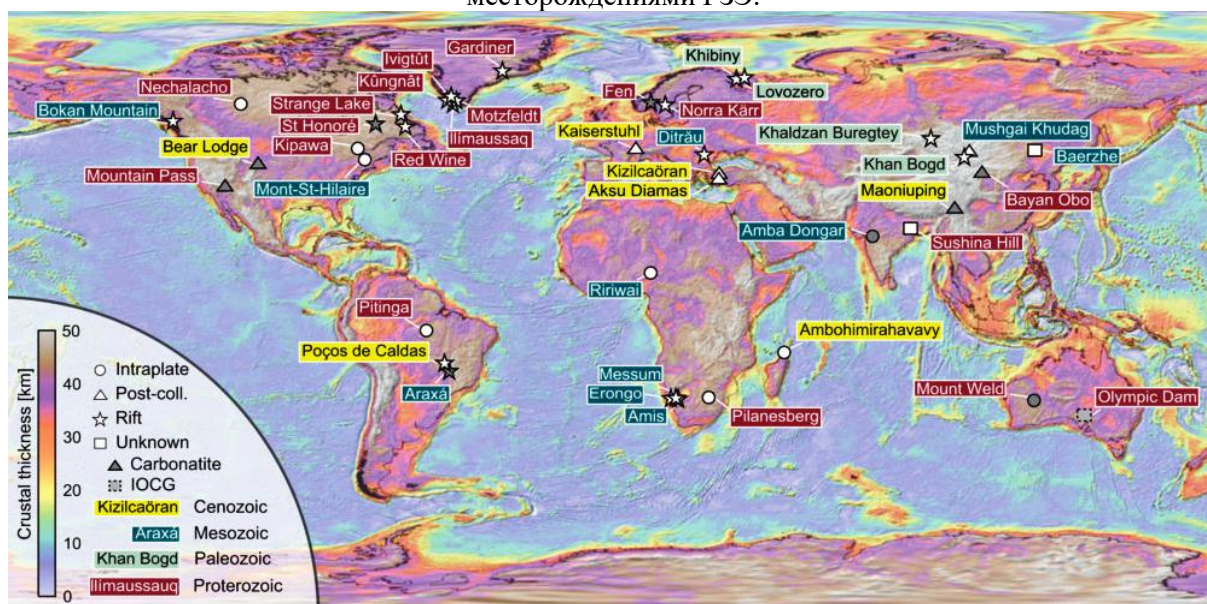 месторождениями РЗЭ.
Gardiner
Ivigtût
Khibiny
Nechalacho
Kûngnât
Lovozero
Bokan Mountain
Strange Lake
Motzfeldt
Fen
Norra Kärr
St Honoré
Ilímaussaq
Kaiserstuhl
Ditrău
Khaldzan Buregtey
Mushgai Khudag
Bear Lodge
Kipawa
Red Wine
Khan Bogd
Baerzhe
Mountain Pass
Mont-St-Hilaire
Kizilcaöran
Aksu Diamas
Maoniuping
Bayan Obo
Amba Dongar
Sushina Hill
Ririwai
Pitinga
Ambohimirahavavy
Poços de Caldas
Araxá
Messum
Erongo
Amis
Pilanesberg
Mount Weld
Olympic Dam
Crustal thickness [km]
50
40
30
20
10
0
Intraplate
Post-coll.
Rift
Unknown
Carbonatite
IOCG
Kizilcaöran Cenozoic
Araxá Mesozoic
Khan Bogd Paleozoic
Ilímaussauq Proterozoic